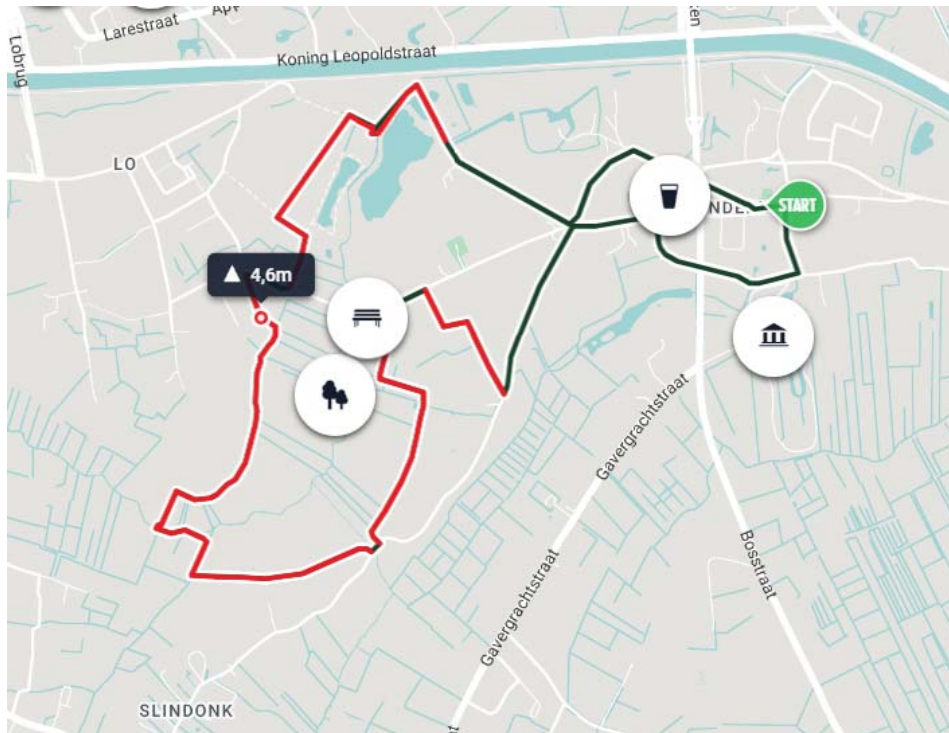 Larestraat
Lobrug
Koning Leopoldstraat
LO
START
4,6m
Gavergrachtstraat
Gavergrachtstraat
Bosstraat
SLINDONK